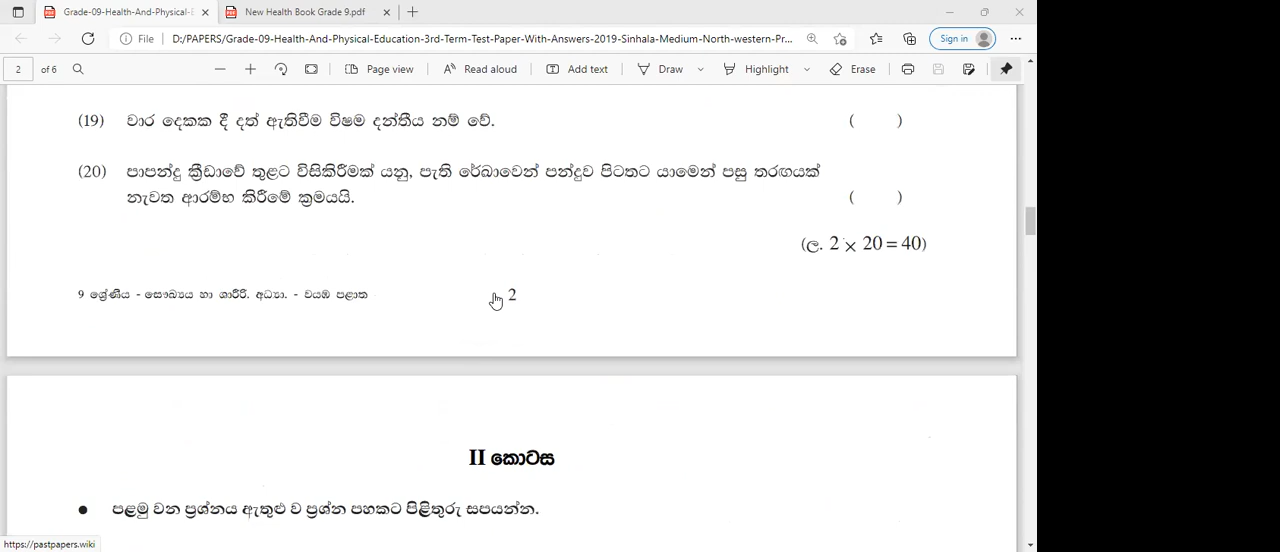 Grade-09-Health-And-Physical-E
New Health Book Grade 9.pdf
File
D:/PAPERS/Grade-09-Health-And-Physical-Education-3rd-Term-Test-Paper-With-Answers-2019-Sinhala-Medium-North-western-Pr...
Sign in
2 of 6
Page view
Read aloud
Add text
Draw
Highlight
Erase
(19) වාර දෙකක දී දත් ඇතිවීම විෂම දන්තීය නම් වේ. ( )
(20) පාපන්දු ක්‍රීඩාවේ තුළට විසිකිරීමක් යනු, පැති රේඛාවෙන් පන්දුව පිටතට යාමෙන් පසු තරඟයක්
නැවත ආරම්භ කිරීමේ ක්‍රමයයි. ( )
(ල. 2 × 20 = 40)
9 ශ්‍රේණිය - සෞඛ්‍යය හා ශාරීරි. අධ්‍යා. - වයඹ පළාත
2
II කොටස
● පළමු වන ප්‍රශ්නය ඇතුළු ව ප්‍රශ්න පහකට පිළිතුරු සපයන්න.
https://pastpapers.wiki